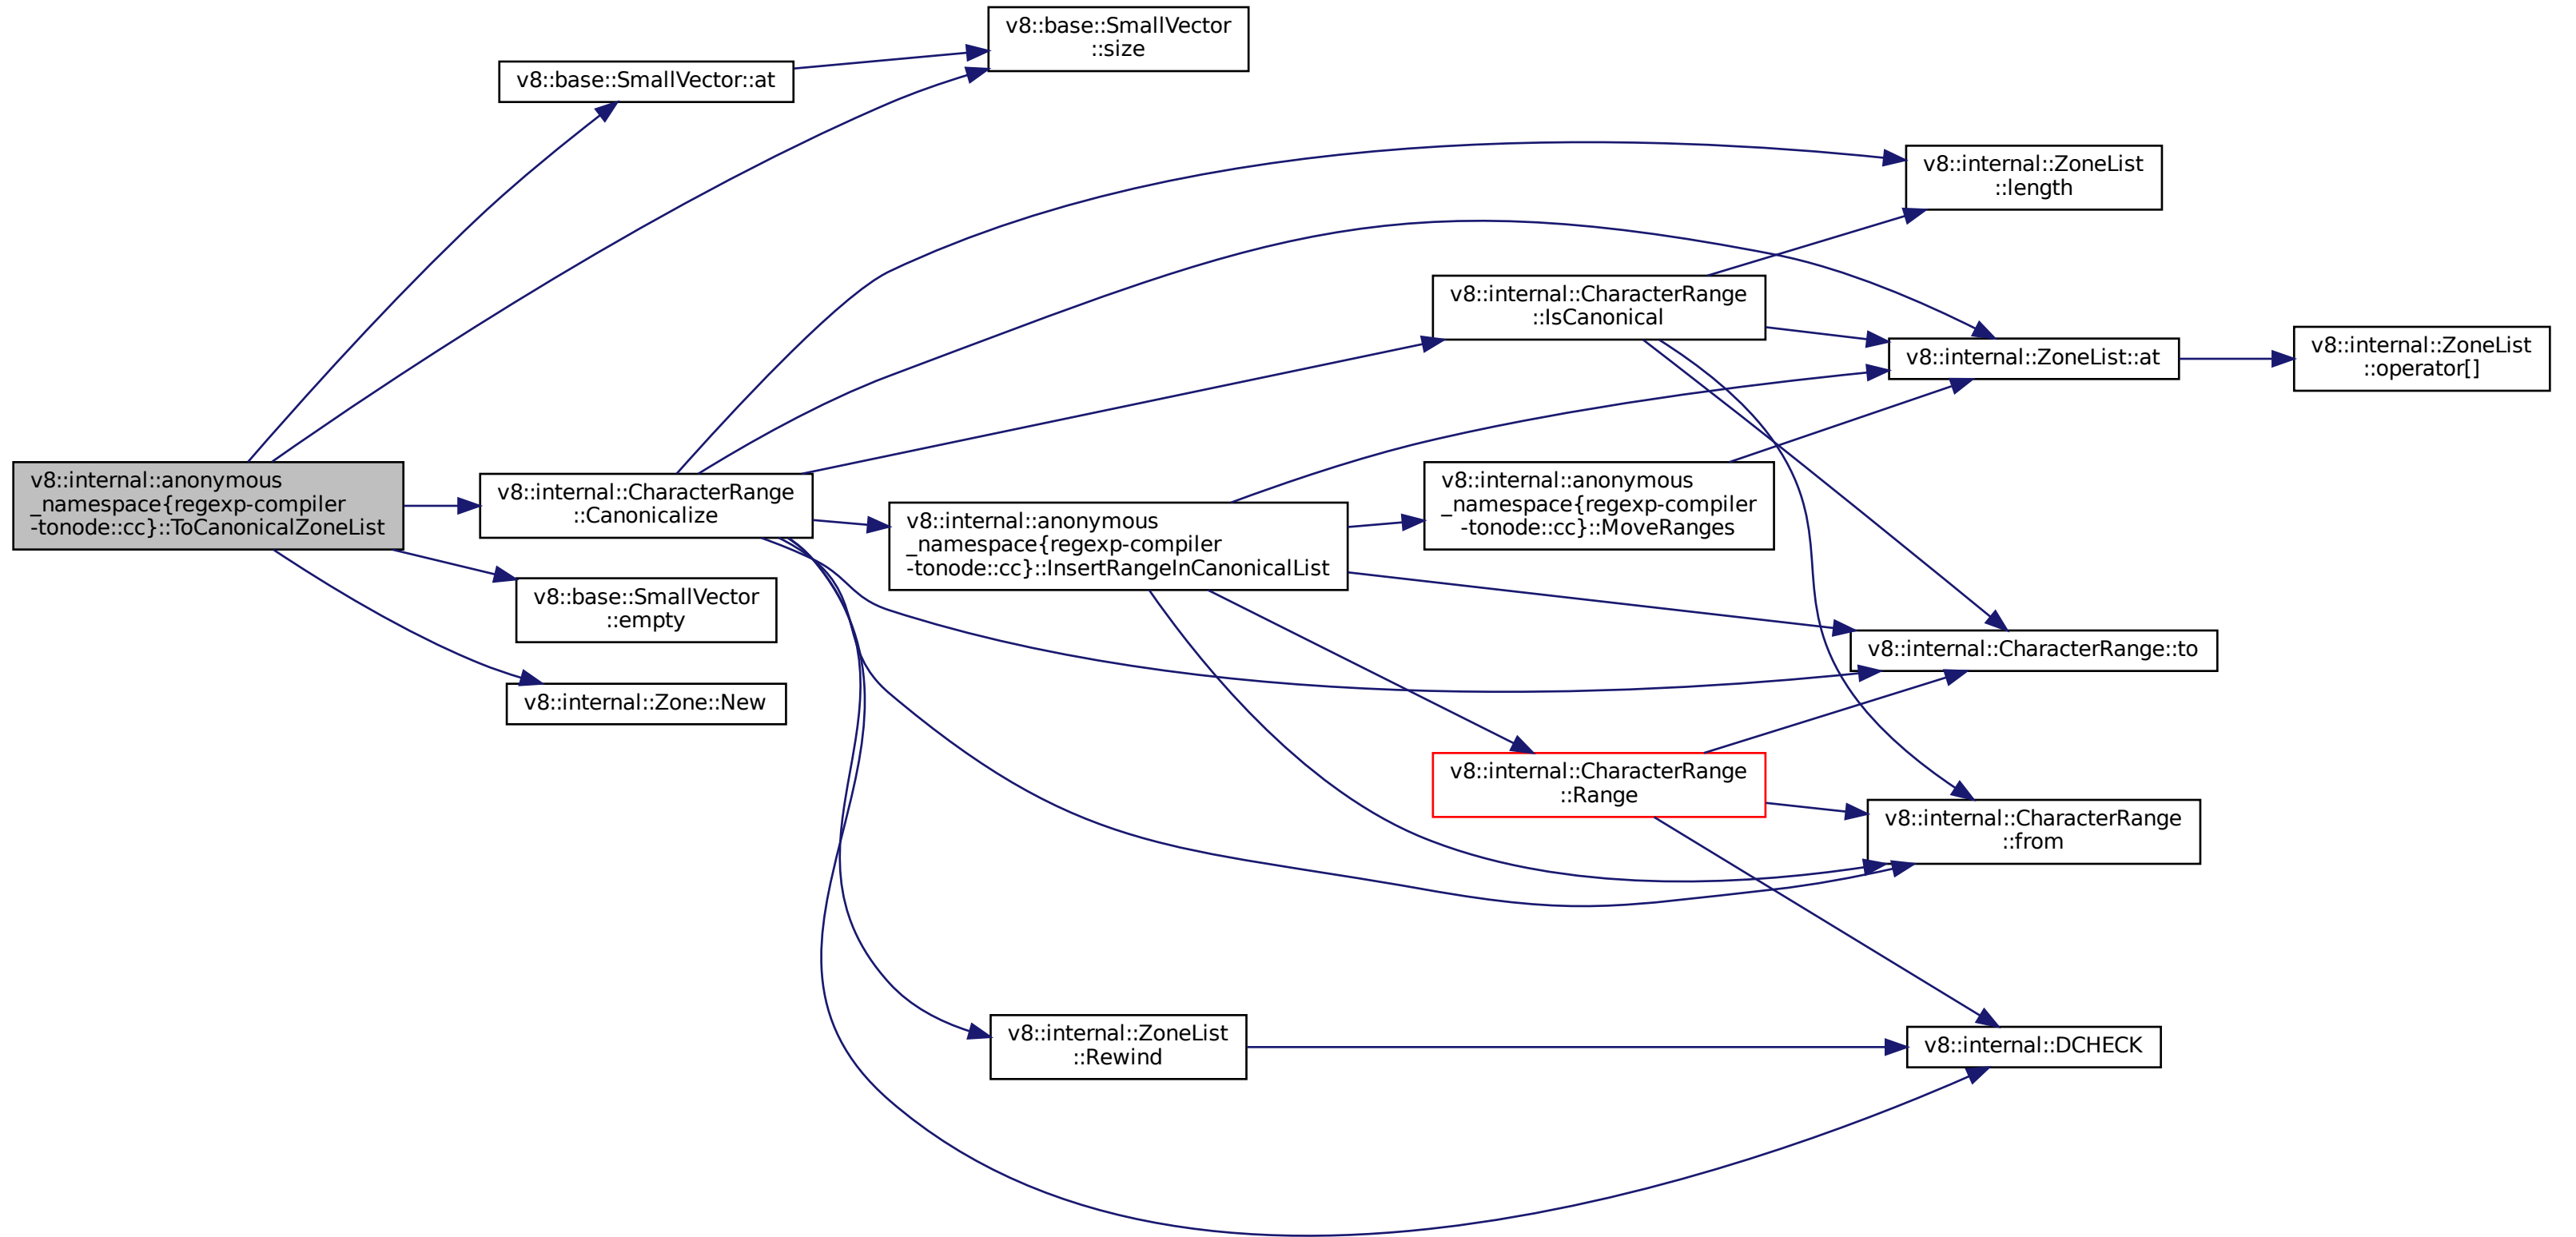 v8::base::SmallVector
::size
v8::base::SmallVector::at
v8::internal::ZoneList
::length
v8::internal::CharacterRange
::IsCanonical
v8::internal::ZoneList::at
v8::internal::ZoneList
::operator[]
v8::internal::anonymous
_namespace{regexp-compiler
-tonode::cc}::ToCanonicalZoneList
v8::internal::CharacterRange
::Canonicalize
v8::internal::anonymous
_namespace{regexp-compiler
-tonode::cc}::InsertRangeInCanonicalList
v8::internal::anonymous
_namespace{regexp-compiler
-tonode::cc}::MoveRanges
v8::base::SmallVector
::empty
v8::internal::CharacterRange::to
v8::internal::Zone::New
v8::internal::CharacterRange
::Range
v8::internal::CharacterRange
::from
v8::internal::ZoneList
::Rewind
v8::internal::DCHECK